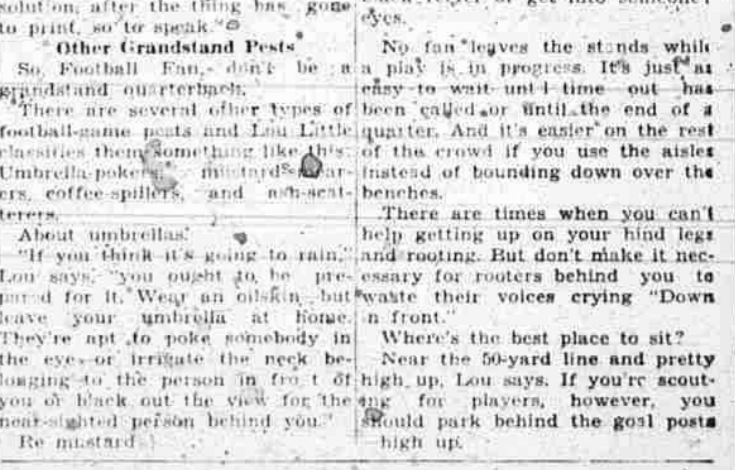 solution, after the thing has gone
to print, so to speak."
Other Grandstand Pests
So, Football Fan, don't be a
grandstand quarterback.
There are several other types of
football-game pests and Lou Little
classifies them something like this:
Umbrella-pokers, mustard-smear-
ers, coffee-spillers, and ash-scat-
terers.
About umbrellas:
"If you think it's going to rain,"
Lou says, "you ought to be pre-
pared for it. Wear an oilskin but
leave your umbrella at home.
They're apt to poke somebody in
the eye or irrigate the neck be-
longing to the person in fro t of
you or black out the view for the
near-sighted person behind you."
Re mustard
or get into someone's
eyes.
No fan leaves the stands while
a play is in progress. It's just as
easy to wait unt l time out has
been called or until the end of a
quarter. And it's easier on the rest
of the crowd if you use the aisles
instead of bounding down over the
benches.
There are times when you can't
help getting up on your hind legs
and rooting. But don't make it nec-
essary for rooters behind you to
waste their voices crying "Down
n front."
Where's the best place to sit?
Near the 50-yard line and pretty
high up, Lou says. If you're scout-
ing for players, however, you
should park behind the goal posts
high up.